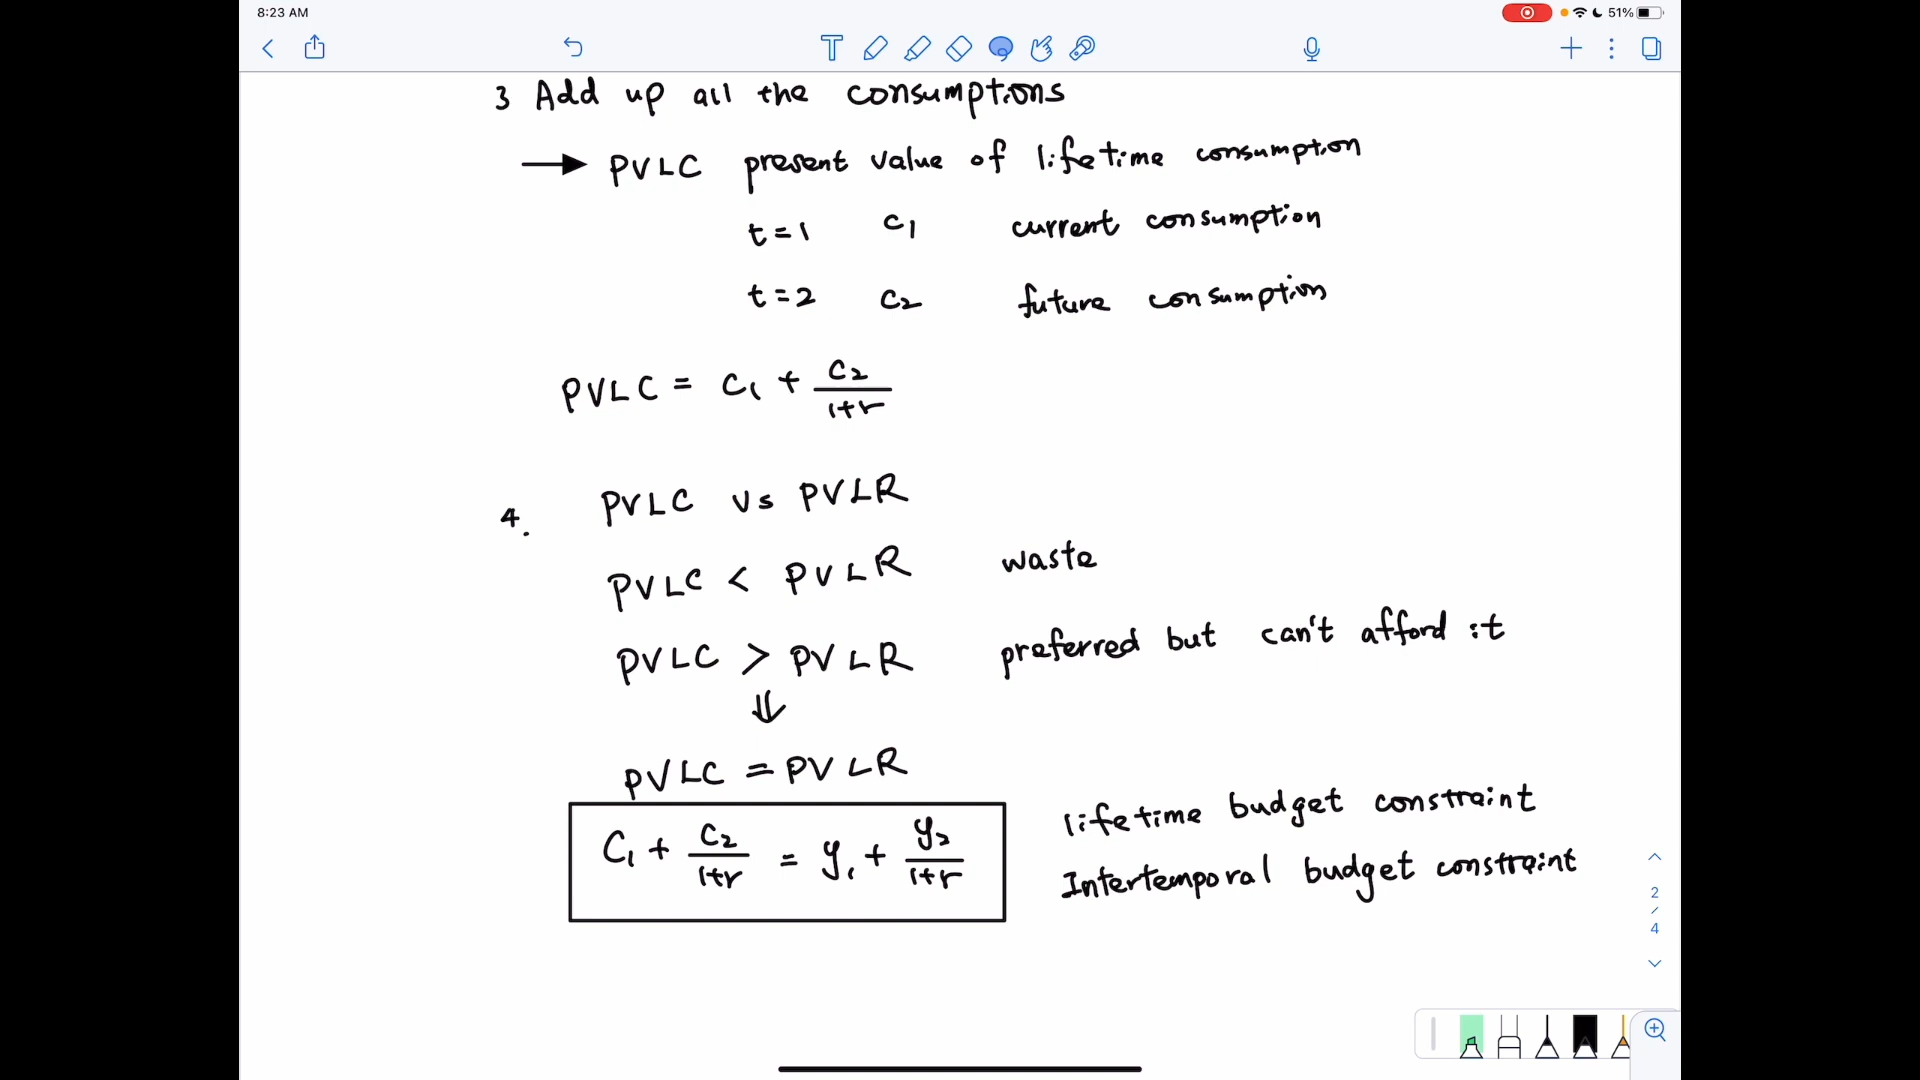 8:23 AM
51%
T
3 Add up all the consumptions
→ PVLC present value of lifetime consumption
t=1 C1 current consumption
t=2 C2 future consumption
PVLC = C1 + C2/1+r
4. PVLC vs PVLR
PVLC < PVLR waste
PVLC > PVLR preferred but can't afford it
⇓
PVLC = PVLR
C1 + C2/1+r = y1 + y2/1+r
lifetime budget constraint
Intertemporal budget constraint
2
/
4